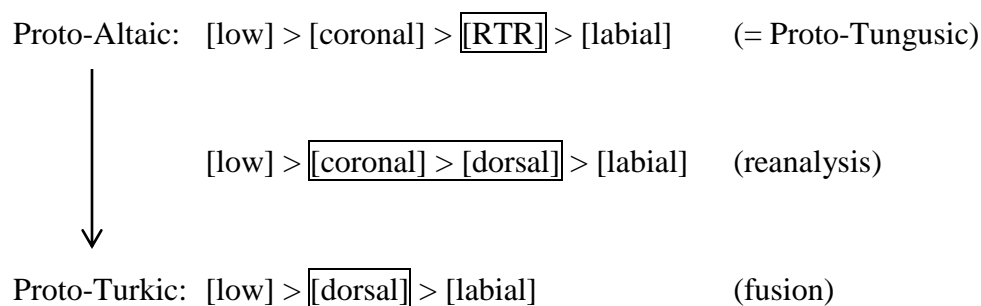 Proto-Altaic: [low] > [coronal] > [RTR] > [labial] (= Proto-Tungusic)
[low] > [coronal] > [dorsal] > [labial] (reanalysis)
Proto-Turkic: [low] > [dorsal] > [labial] (fusion)